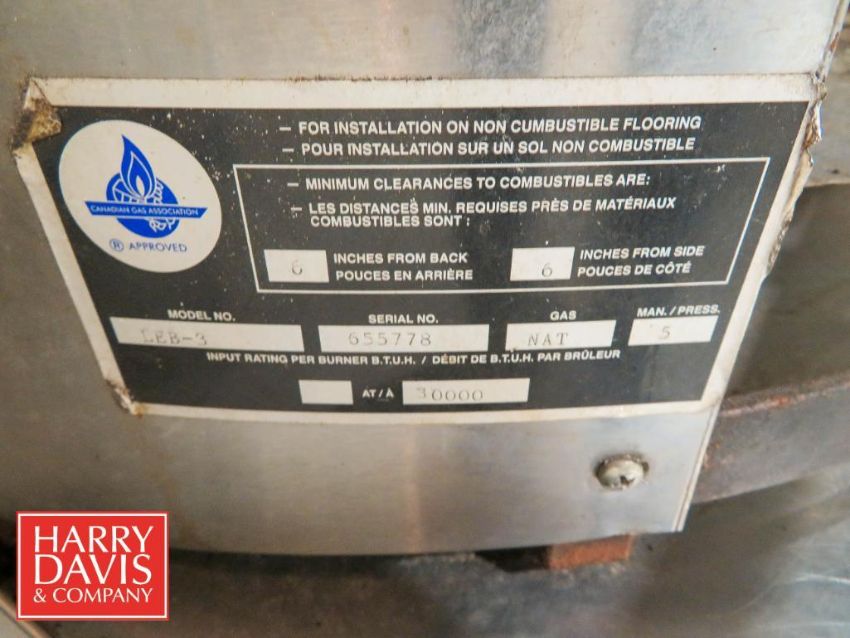 – FOR INSTALLATION ON NON CUMBUSTIBLE FLOORING
– POUR INSTALLATION SUR UN SOL NON COMBUSTIBLE
– MINIMUM CLEARANCES TO COMBUSTIBLES ARE:
– LES DISTANCES MIN. REQUISES PRÈS DE MATÉRIAUX
COMBUSTIBLES SONT :
CANADIAN GAS ASSOCIATION
® APPROVED
6 INCHES FROM BACK
POUCES EN ARRIÈRE
6 INCHES FROM SIDE
POUCES DE CÔTÉ
MODEL NO. SERIAL NO. GAS MAN. / PRESS.
LEB-3 655778 NAT 5
INPUT RATING PER BURNER B.T.U.H. / DÉBIT DE B.T.U.H. PAR BRÛLEUR
AT / À 30000
HARRY
DAVIS
& COMPANY